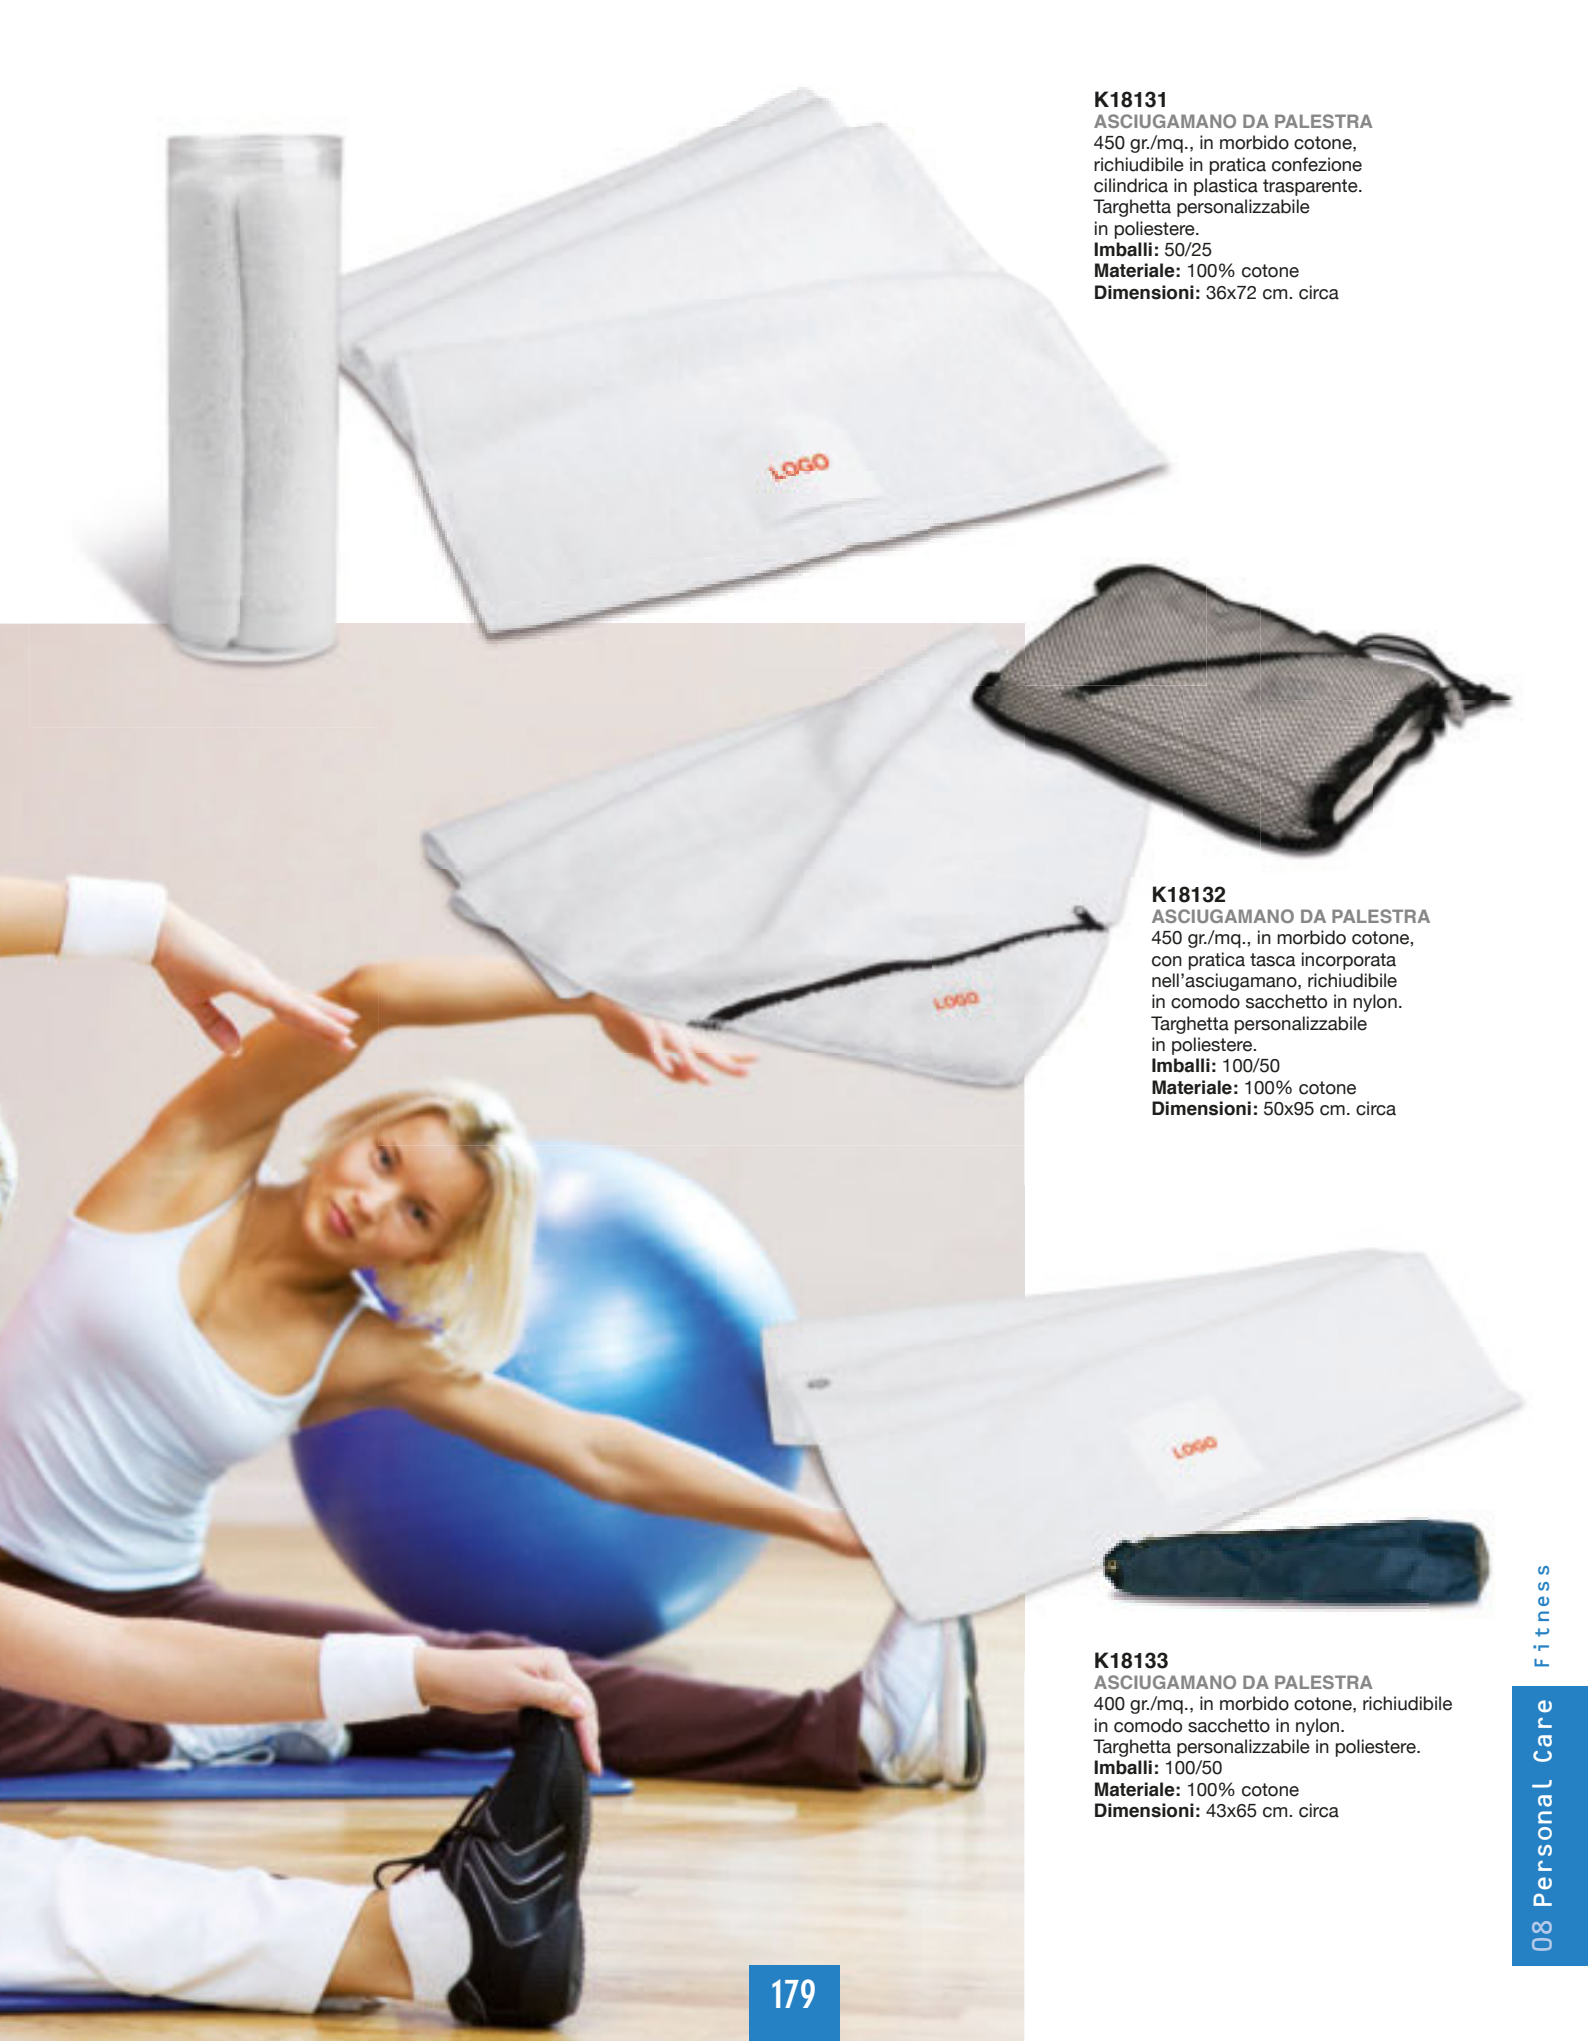 K18131
ASCIUGAMANO DA PALESTRA
450 gr./mq., in morbido cotone,
richiudibile in pratica confezione
cilindrica in plastica trasparente.
Targhetta personalizzabile
in poliestere.
Imballi: 50/25
Materiale: 100% cotone
Dimensioni: 36x72 cm. circa
LOGO
K18132
ASCIUGAMANO DA PALESTRA
450 gr./mq., in morbido cotone,
con pratica tasca incorporata
nell'asciugamano, richiudibile
in comodo sacchetto in nylon.
Targhetta personalizzabile
in poliestere.
Imballi: 100/50
Materiale: 100% cotone
Dimensioni: 50x95 cm. circa
LOGO
LOGO
K18133
ASCIUGAMANO DA PALESTRA
400 gr./mq., in morbido cotone, richiudibile
in comodo sacchetto in nylon.
Targhetta personalizzabile in poliestere.
Imballi: 100/50
Materiale: 100% cotone
Dimensioni: 43x65 cm. circa
08 Personal Care Fitness
179